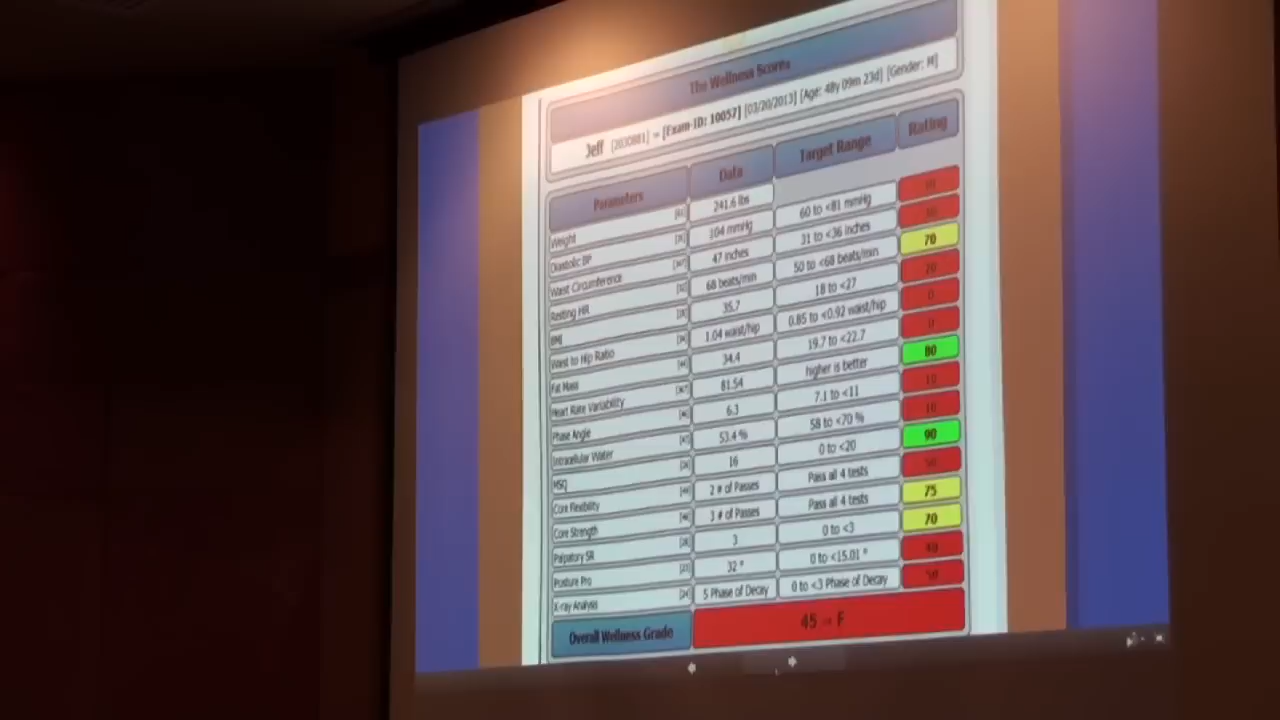 The Wellness Scores
Jeff [2030881] - [Exam-ID: 10057] [03/20/2013] [Age: 48y 09m 23d] [Gender: M]
Parameters Data Target Range Rating
Weight 241.6 lbs
Diastolic BP 104 mmHg 60 to <81 mmHg
Waist Circumference 47 inches 31 to <36 inches
Resting HR 68 beats/min 50 to <68 beats/min 70
BMI 35.7 18 to <27
Waist to Hip Ratio 1.04 waist/hip 0.85 to <0.92 waist/hip
Fat Mass 34.4 19.7 to <22.7
Heart Rate Variability 81.54 higher is better 80
Phase Angle 6.3 7.1 to <11 10
Intracellular Water 53.4 % 58 to <70 % 10
MSQ 16 0 to <20 90
Core Flexibility 2 # of Passes Pass all 4 tests 50
Core Strength 3 # of Passes Pass all 4 tests 75
Palpatory SR 3 0 to <3 70
Posture Pro 32 ° 0 to <15.01 ° 40
X-ray Analysis 5 Phase of Decay 0 to <3 Phase of Decay 50
Overall Wellness Grade 45 - F